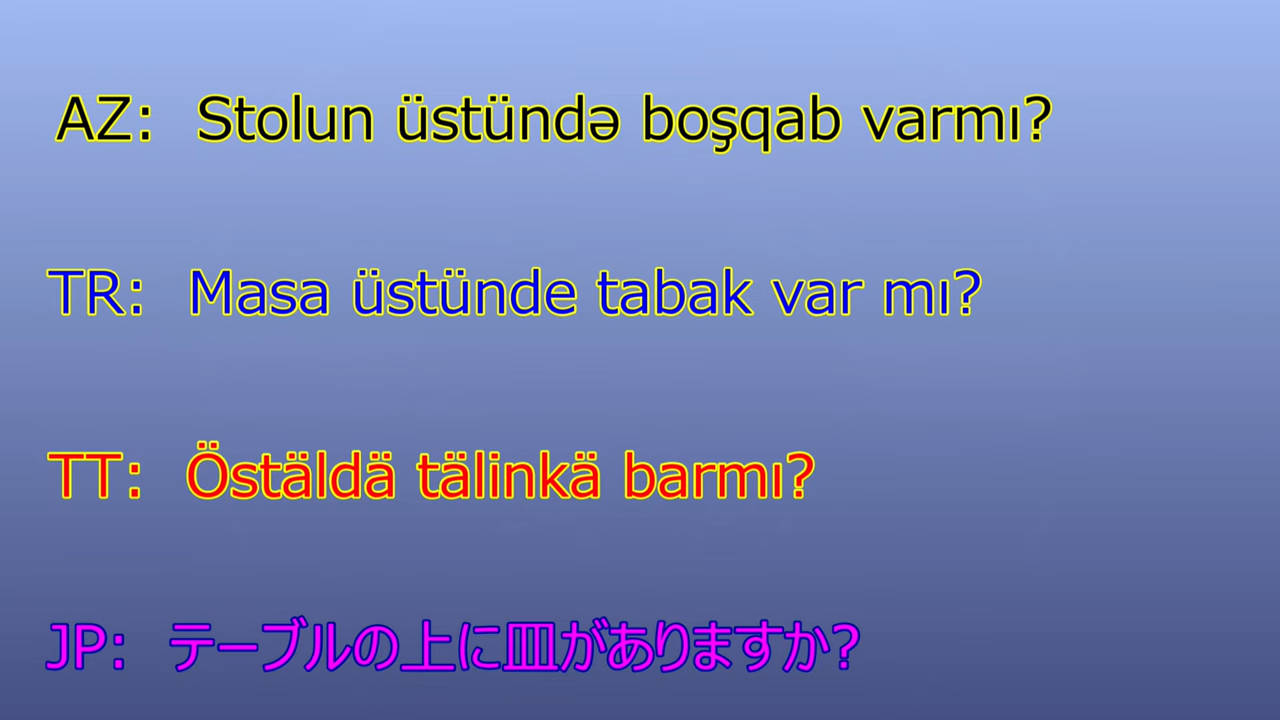 AZ: Stolun üstündə boşqab varmı?
TR: Masa üstünde tabak var mı?
TT: Östäldä tälinkä barmı?
JP: テーブルの上に皿がありますか?